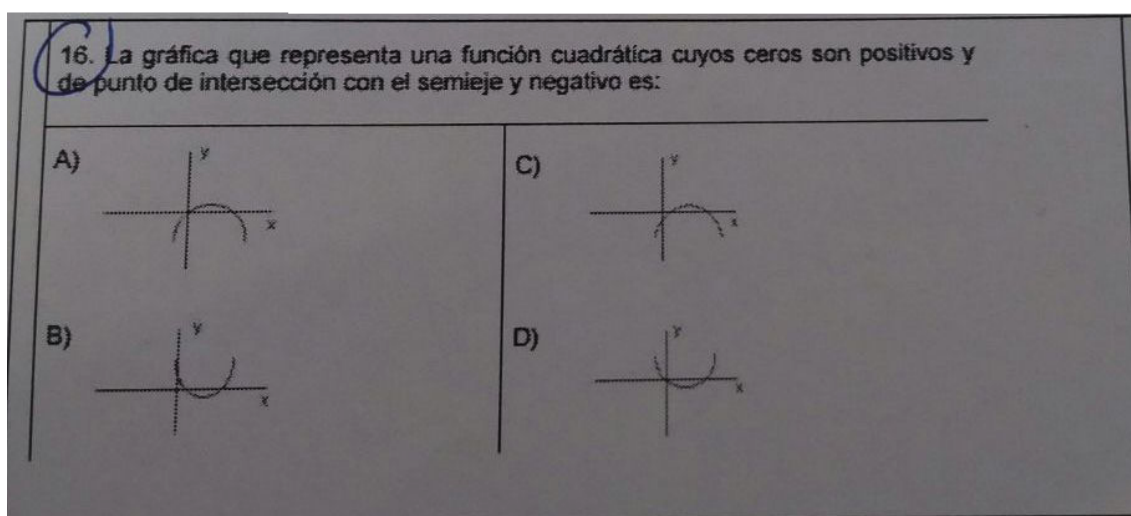 16. La gráfica que representa una función cuadrática cuyos ceros son positivos y
de punto de intersección con el semieje y negativo es:
A)
y
x
C)
y
x
B)
y
x
D)
y
x